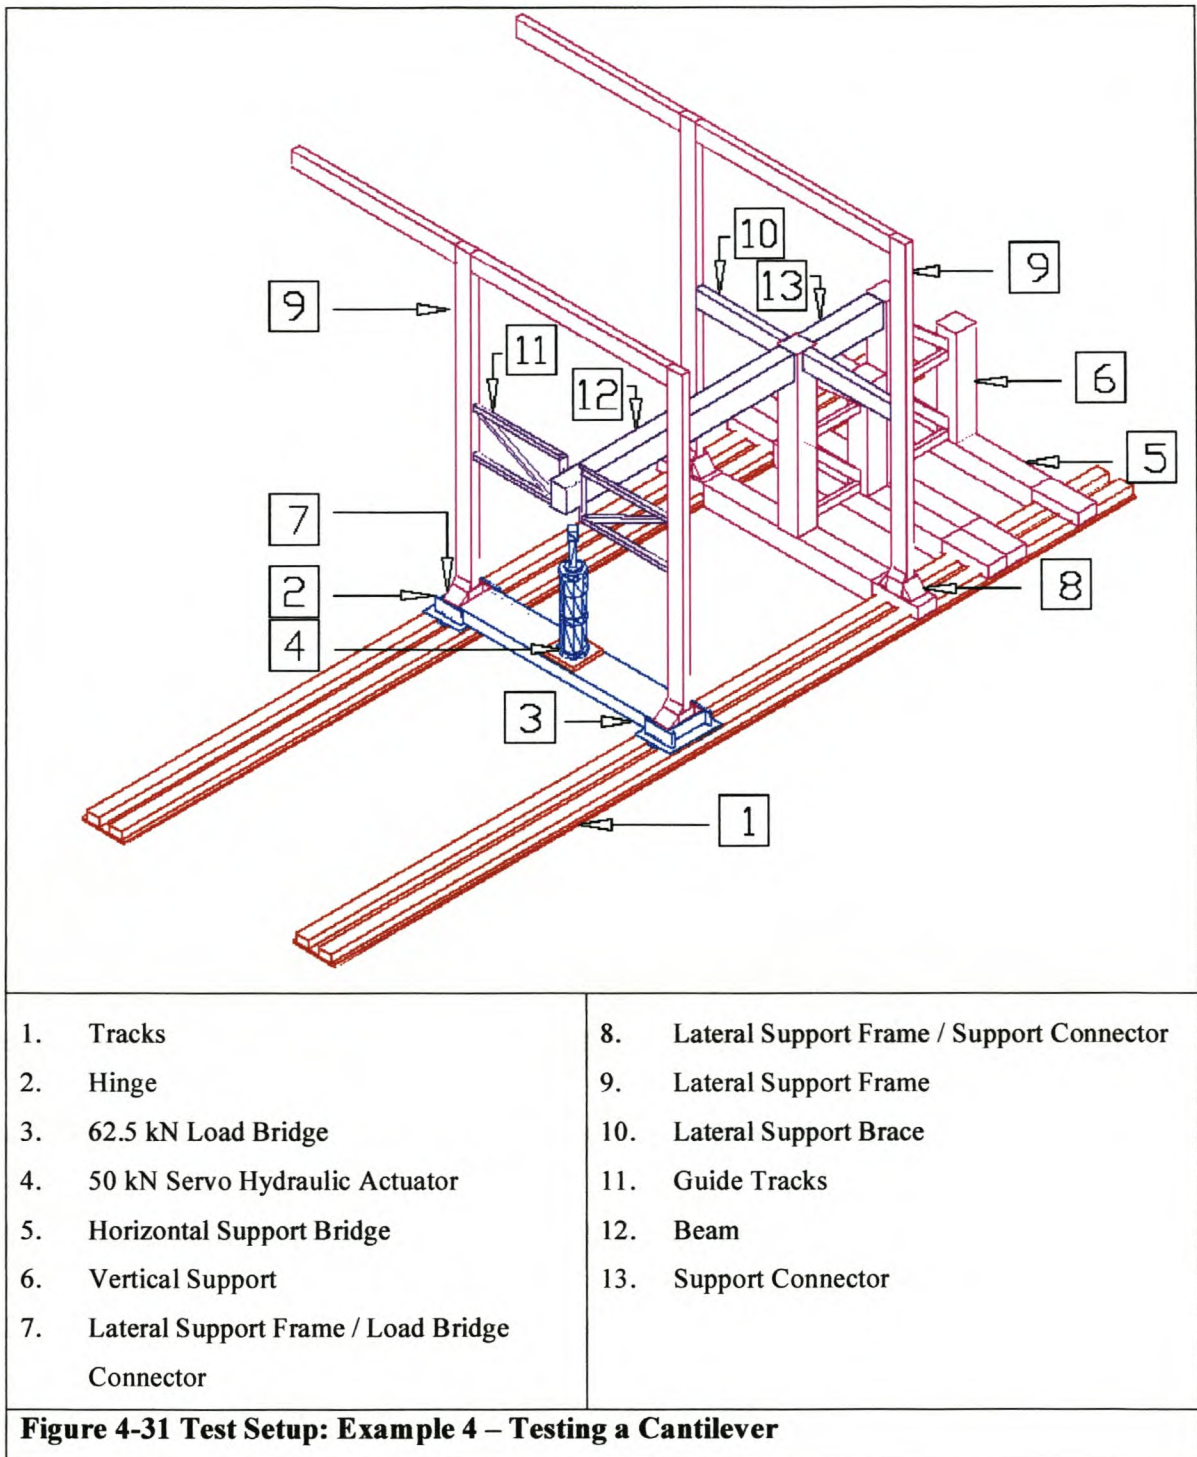 10
13
9
9
11
12
6
5
7
2
8
4
3
1
1. Tracks
2. Hinge
3. 62.5 kN Load Bridge
4. 50 kN Servo Hydraulic Actuator
5. Horizontal Support Bridge
6. Vertical Support
7. Lateral Support Frame / Load Bridge
Connector
8. Lateral Support Frame / Support Connector
9. Lateral Support Frame
10. Lateral Support Brace
11. Guide Tracks
12. Beam
13. Support Connector
Figure 4-31 Test Setup: Example 4 – Testing a Cantilever